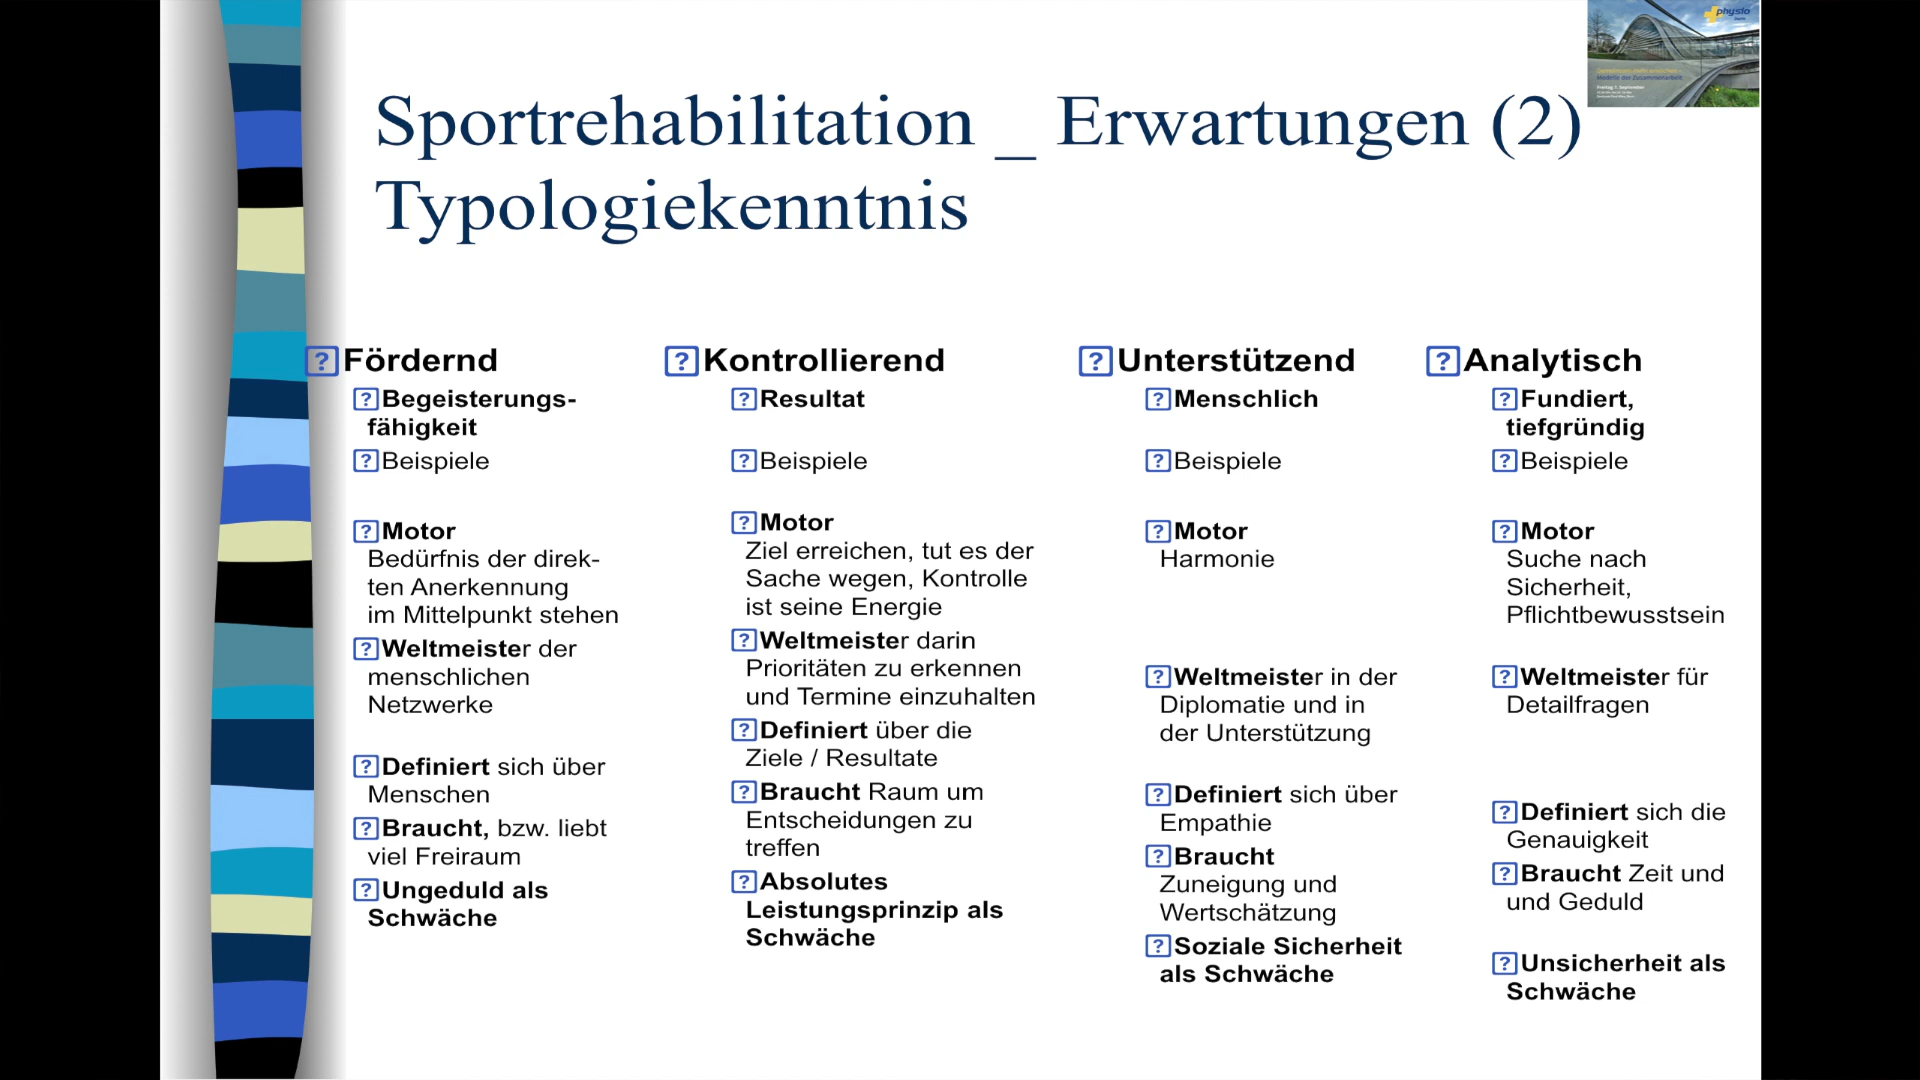 physio
Sportrehabilitation _ Erwartungen (2)
Typologiekenntnis
Fördernd
Begeisterungs-
fähigkeit
Beispiele
Motor
Bedürfnis der direk-
ten Anerkennung
im Mittelpunkt stehen
Weltmeister der
menschlichen
Netzwerke
Definiert sich über
Menschen
Braucht, bzw. liebt
viel Freiraum
Ungeduld als
Schwäche
Kontrollierend
Resultat
Beispiele
Motor
Ziel erreichen, tut es der
Sache wegen, Kontrolle
ist seine Energie
Weltmeister darin
Prioritäten zu erkennen
und Termine einzuhalten
Definiert über die
Ziele / Resultate
Braucht Raum um
Entscheidungen zu
treffen
Absolutes
Leistungsprinzip als
Schwäche
Unterstützend
Menschlich
Beispiele
Motor
Harmonie
Weltmeister in der
Diplomatie und in
der Unterstützung
Definiert sich über
Empathie
Braucht
Zuneigung und
Wertschätzung
Soziale Sicherheit
als Schwäche
Analytisch
Fundiert,
tiefgründig
Beispiele
Motor
Suche nach
Sicherheit,
Pflichtbewusstsein
Weltmeister für
Detailfragen
Definiert sich die
Genauigkeit
Braucht Zeit und
und Geduld
Unsicherheit als
Schwäche